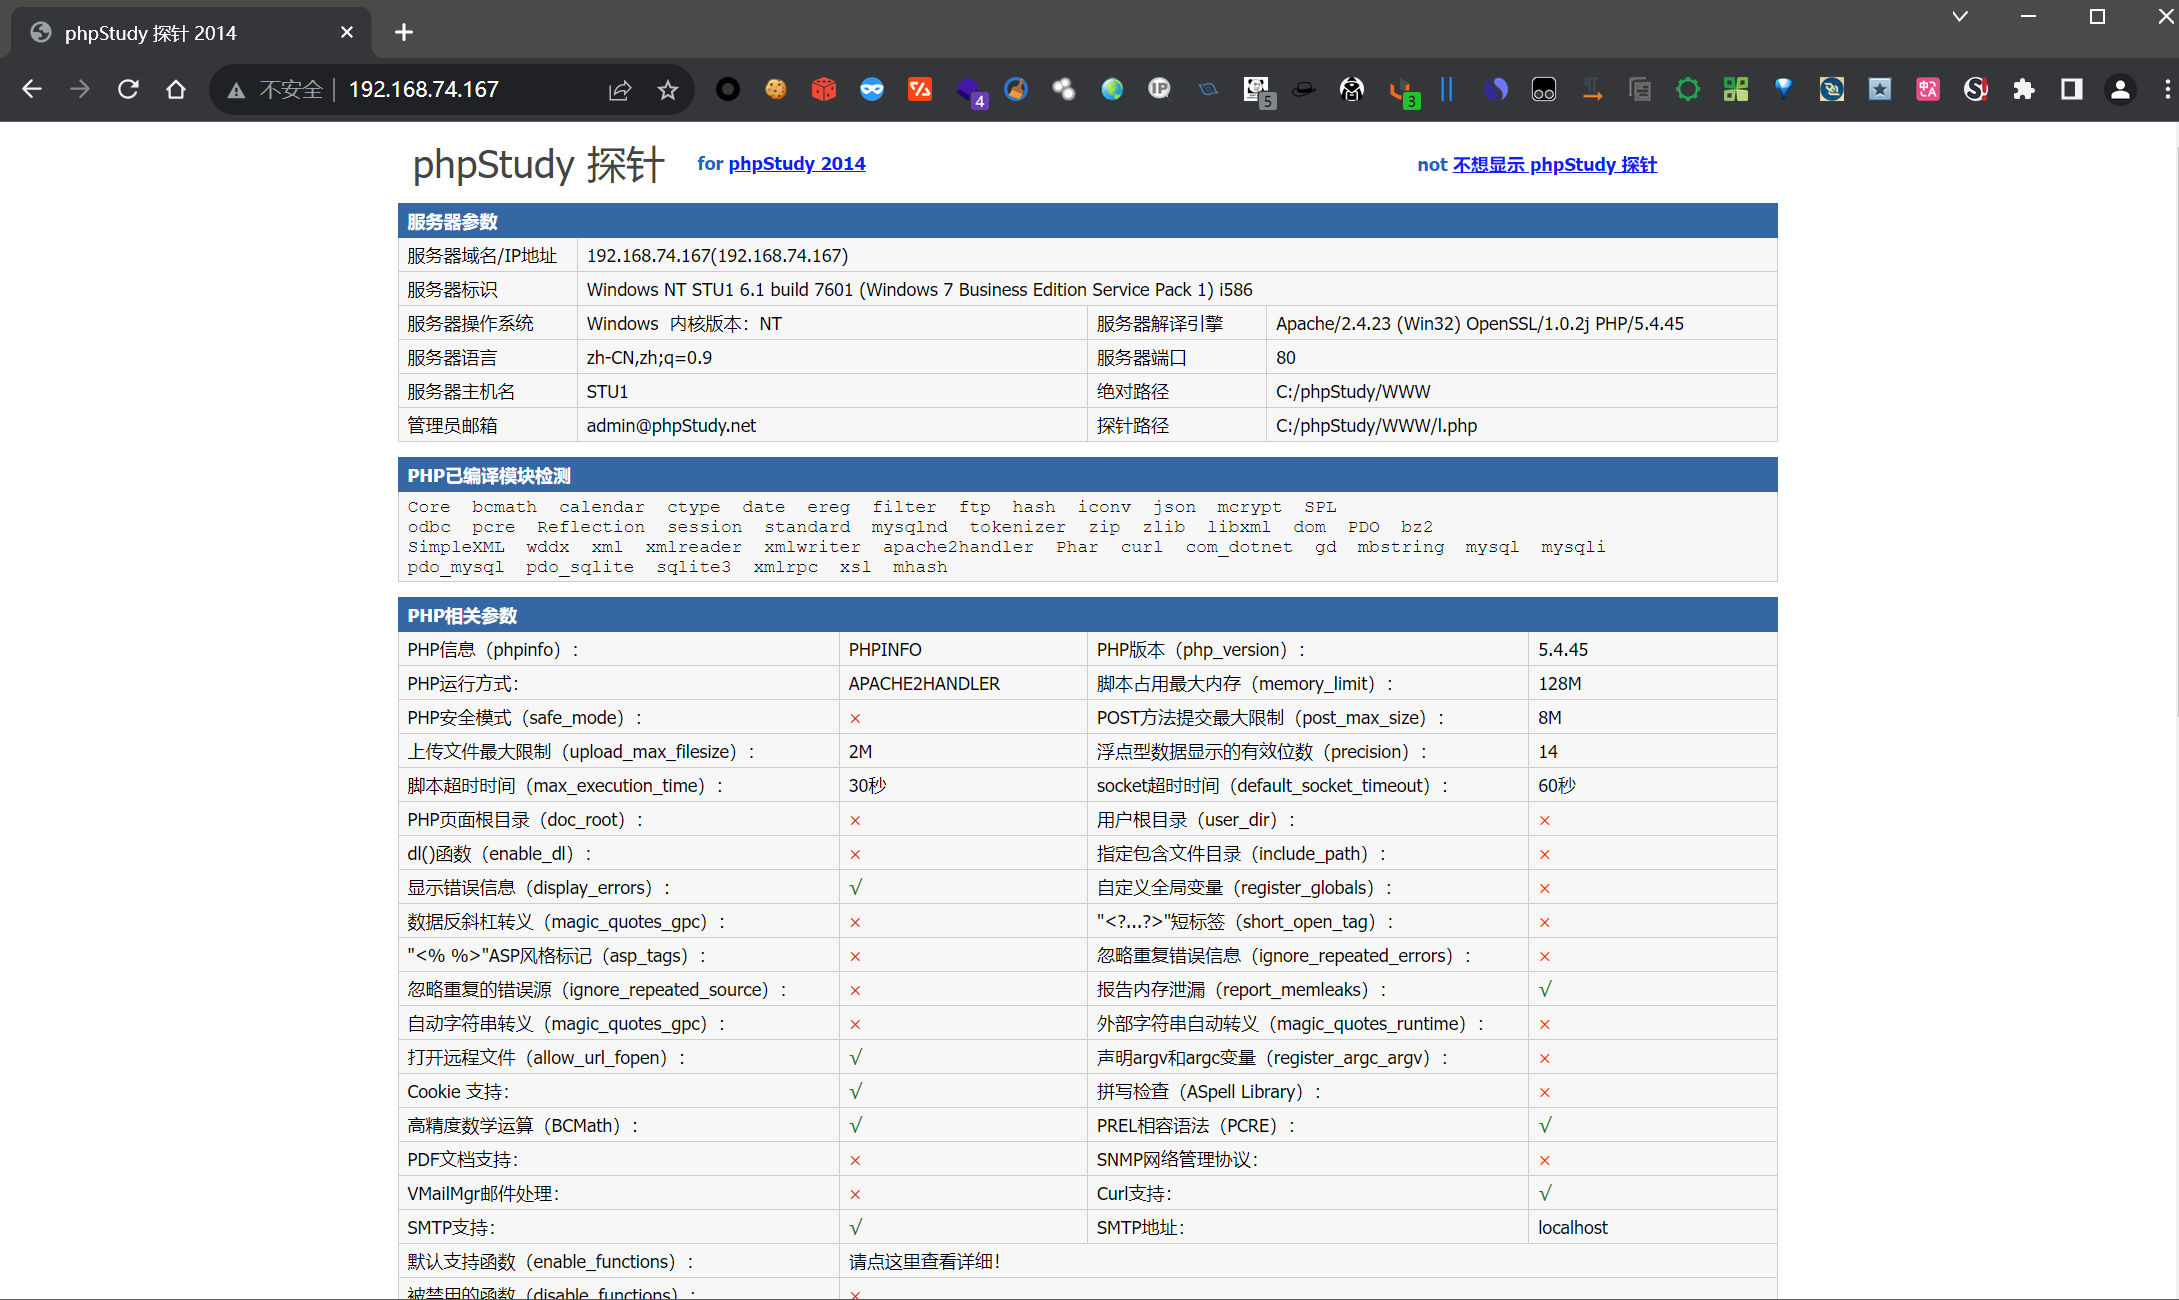 phpStudy 探针 2014
不安全 192.168.74.167
4 5 3
phpStudy 探针 for phpStudy 2014 not 不想显示 phpStudy 探针
服务器参数
服务器域名/IP地址 192.168.74.167(192.168.74.167)
服务器标识 Windows NT STU1 6.1 build 7601 (Windows 7 Business Edition Service Pack 1) i586
服务器操作系统 Windows 内核版本：NT 服务器解译引擎 Apache/2.4.23 (Win32) OpenSSL/1.0.2j PHP/5.4.45
服务器语言 zh-CN,zh;q=0.9 服务器端口 80
服务器主机名 STU1 绝对路径 C:/phpStudy/WWW
管理员邮箱 admin@phpStudy.net 探针路径 C:/phpStudy/WWW/l.php
PHP已编译模块检测
Core bcmath calendar ctype date ereg filter ftp hash iconv json mcrypt SPL
odbc pcre Reflection session standard mysqlnd tokenizer zip zlib libxml dom PDO bz2
SimpleXML wddx xml xmlreader xmlwriter apache2handler Phar curl com_dotnet gd mbstring mysql mysqli
pdo_mysql pdo_sqlite sqlite3 xmlrpc xsl mhash
PHP相关参数
PHP信息（phpinfo）： PHPINFO PHP版本（php_version）： 5.4.45
PHP运行方式： APACHE2HANDLER 脚本占用最大内存（memory_limit）： 128M
PHP安全模式（safe_mode）： × POST方法提交最大限制（post_max_size）： 8M
上传文件最大限制（upload_max_filesize）： 2M 浮点型数据显示的有效位数（precision）： 14
脚本超时时间（max_execution_time）： 30秒 socket超时时间（default_socket_timeout）： 60秒
PHP页面根目录（doc_root）： × 用户根目录（user_dir）： ×
dl()函数（enable_dl）： × 指定包含文件目录（include_path）： ×
显示错误信息（display_errors）： √ 自定义全局变量（register_globals）： ×
数据反斜杠转义（magic_quotes_gpc）： × "<?...?>"短标签（short_open_tag）： ×
"<% %>"ASP风格标记（asp_tags）： × 忽略重复错误信息（ignore_repeated_errors）： ×
忽略重复的错误源（ignore_repeated_source）： × 报告内存泄漏（report_memleaks）： √
自动字符串转义（magic_quotes_gpc）： × 外部字符串自动转义（magic_quotes_runtime）： ×
打开远程文件（allow_url_fopen）： √ 声明argv和argc变量（register_argc_argv）： ×
Cookie 支持： √ 拼写检查（ASpell Library）： ×
高精度数学运算（BCMath）： √ PREL相容语法（PCRE）： √
PDF文档支持： × SNMP网络管理协议： ×
VMailMgr邮件处理： × Curl支持： √
SMTP支持： √ SMTP地址： localhost
默认支持函数（enable_functions）： 请点这里查看详细！
被禁用的函数（disable_functions）： ×